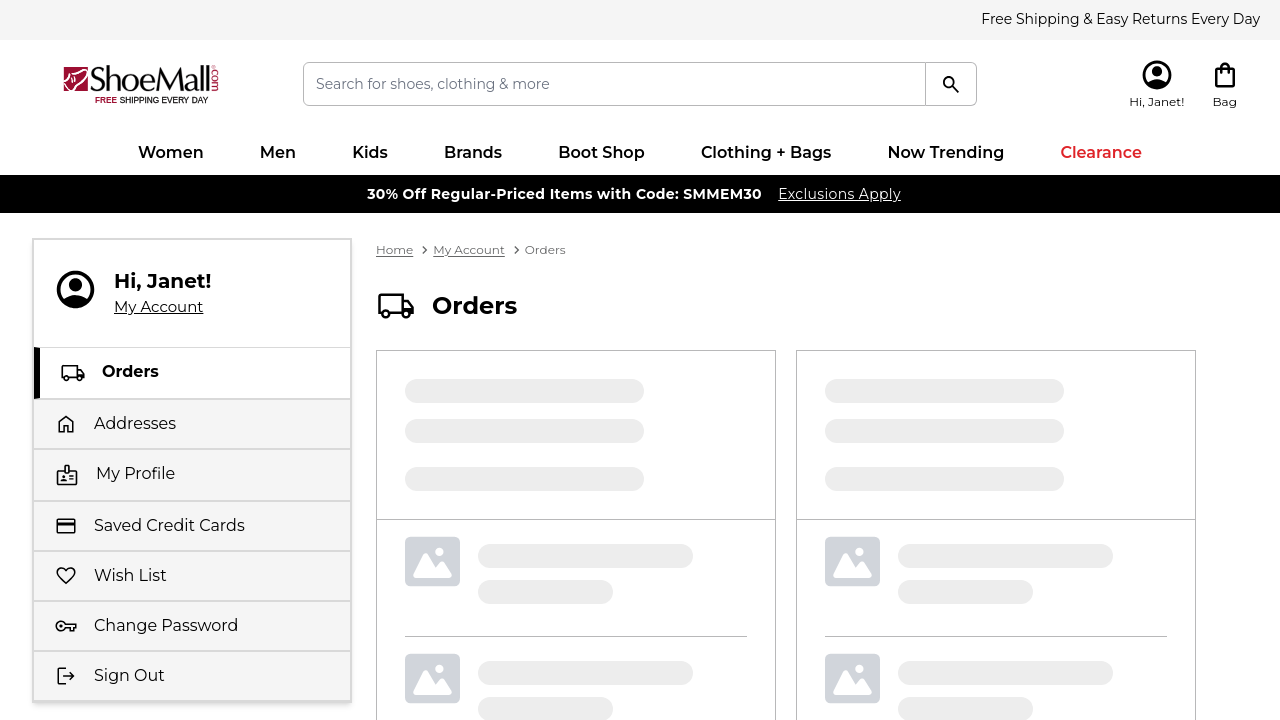 Free Shipping & Easy Returns Every Day
ShoeMall.com
FREE SHIPPING EVERY DAY
Search for shoes, clothing & more
Hi, Janet!
Bag
Women Men Kids Brands Boot Shop Clothing + Bags Now Trending Clearance
30% Off Regular-Priced Items with Code: SMMEM30 Exclusions Apply
Home My Account Orders
Hi, Janet!
My Account
Orders
Orders
Addresses
My Profile
Saved Credit Cards
Wish List
Change Password
Sign Out